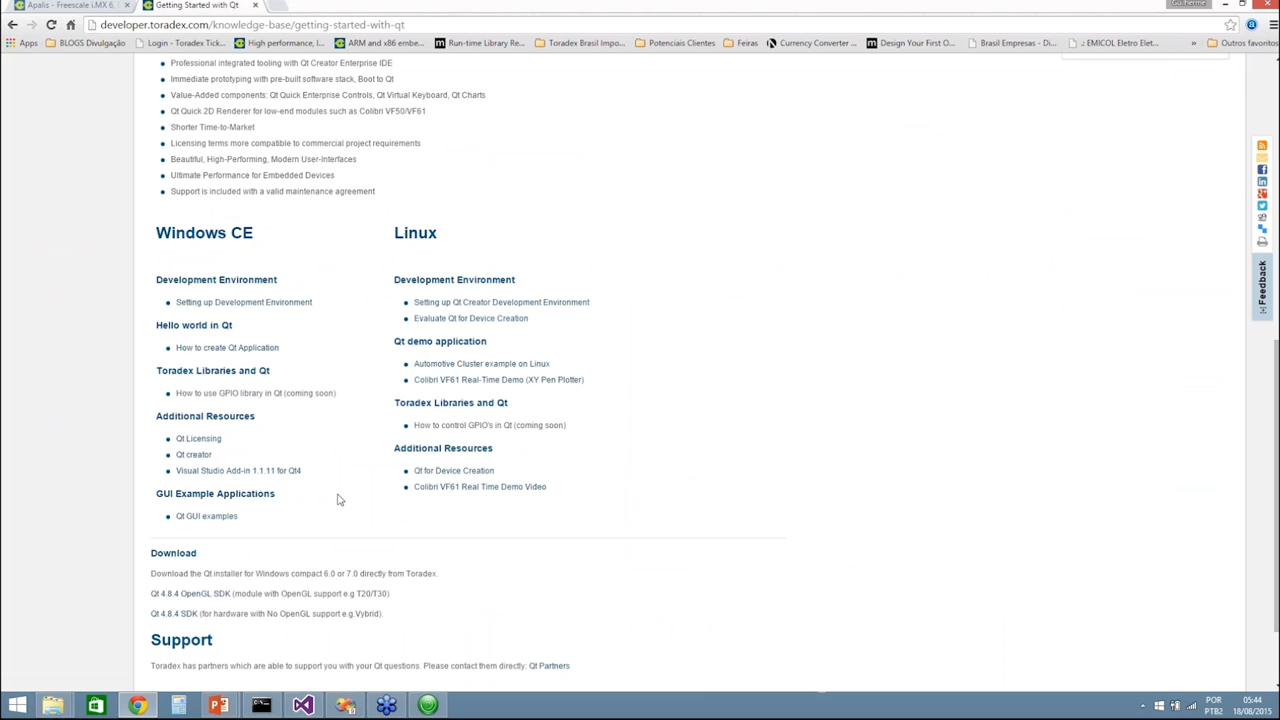 Guilherme
Apalis - Freescale i.MX 6, 
Getting Started with Qt
developer.toradex.com/knowledge-base/getting-started-with-qt
Apps
BLOGS Divulgação
Login - Toradex Tick...
High performance, l...
ARM and x86 embe...
Run-time Library Re...
Toradex Brasil Impo...
Potenciais Clientes
Feiras
Currency Converter ...
Design Your First O...
Brasil Empresas - Di...
.: EMICOL Eletro Elet...
»
Outros favoritos
Professional integrated tooling with Qt Creator Enterprise IDE
Immediate prototyping with pre-built software stack, Boot to Qt
Value-Added components: Qt Quick Enterprise Controls, Qt Virtual Keyboard, Qt Charts
Qt Quick 2D Renderer for low-end modules such as Colibri VF50/VF61
Shorter Time-to-Market
Licensing terms more compatible to commercial project requirements
Beautiful, High-Performing, Modern User-Interfaces
Ultimate Performance for Embedded Devices
Support is included with a valid maintenance agreement
Windows CE
Development Environment
Setting up Development Environment
Hello world in Qt
How to create Qt Application
Toradex Libraries and Qt
How to use GPIO library in Qt (coming soon)
Additional Resources
Qt Licensing
Qt creator
Visual Studio Add-in 1.1.11 for Qt4
GUI Example Applications
Qt GUI examples
Linux
Development Environment
Setting up Qt Creator Development Environment
Evaluate Qt for Device Creation
Qt demo application
Automotive Cluster example on Linux
Colibri VF61 Real-Time Demo (XY Pen Plotter)
Toradex Libraries and Qt
How to control GPIO's in Qt (coming soon)
Additional Resources
Qt for Device Creation
Colibri VF61 Real Time Demo Video
Download
Download the Qt installer for Windows compact 6.0 or 7.0 directly from Toradex.
Qt 4.8.4 OpenGL SDK (module with OpenGL support e.g T20/T30)
Qt 4.8.4 SDK (for hardware with No OpenGL support e.g.Vybrid).
Support
Toradex has partners which are able to support you with your Qt questions. Please contact them directly: Qt Partners
[+] Feedback
POR
PTB2
05:44
18/08/2015